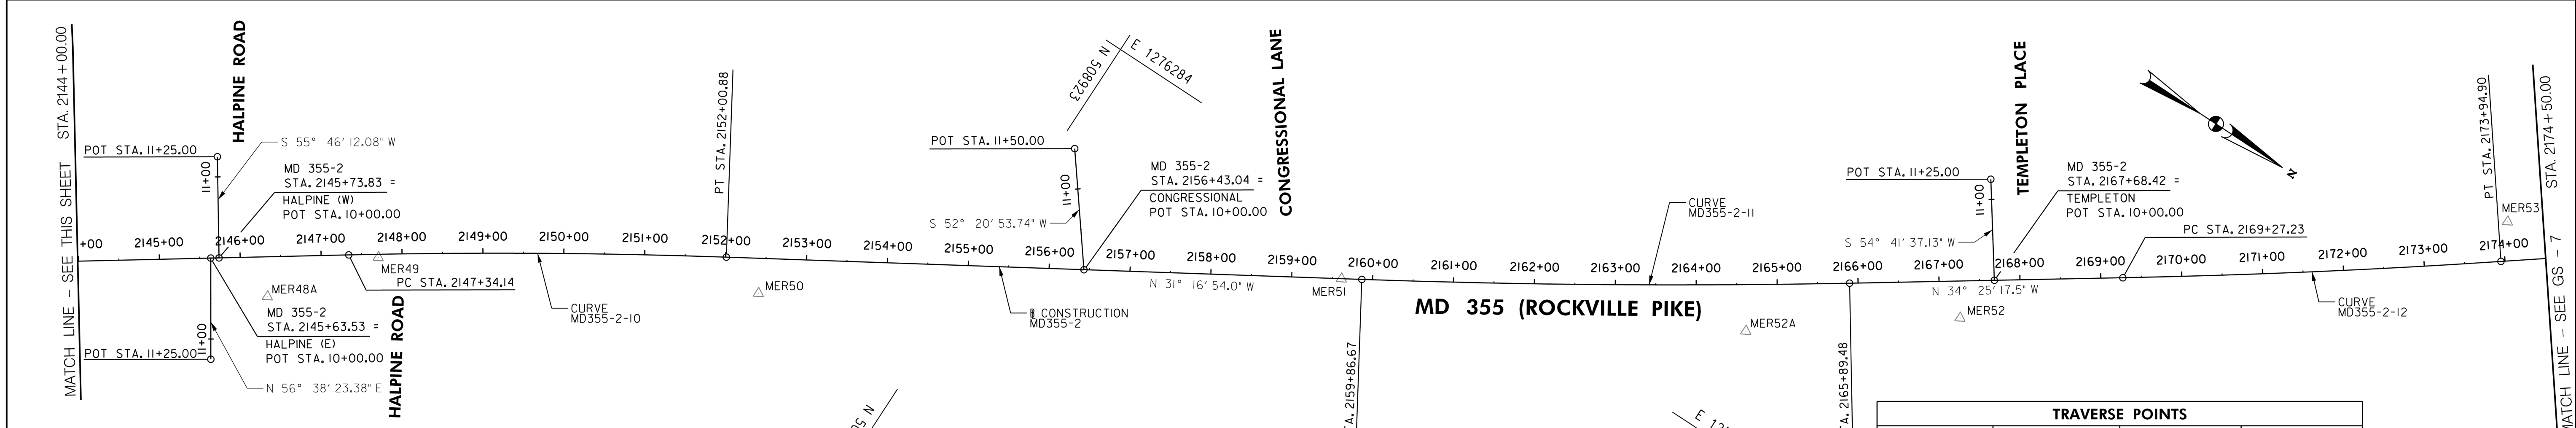 MATCH LINE - SEE THIS SHEET STA. 2144+00.00
HALPINE ROAD
S 55° 46' 12.08" W
POT STA. 11+25.00
11+00
MD 355-2
STA. 2145+73.83 =
HALPINE (W)
POT STA. 10+00.00
+00
2145+00
2146+00
2147+00
2148+00
2149+00
2150+00
2151+00
2152+00
2153+00
2154+00
2155+00
2156+00
2157+00
2158+00
2159+00
2160+00
2161+00
2162+00
2163+00
2164+00
2165+00
2166+00
2167+00
2168+00
2169+00
2170+00
2171+00
2172+00
2173+00
2174+00
MER48A
MER49
PC STA. 2147+34.14
MD 355-2
STA. 2145+63.53 =
HALPINE (E)
POT STA. 10+00.00
11+00
POT STA. 11+25.00
N 56° 38' 23.38" E
HALPINE ROAD
CURVE
MD355-2-10
PT STA. 2152+00.88
MER50
N 508923
E 1276284
POT STA. 11+50.00
11+00
S 52° 20' 53.74" W
MD 355-2
STA. 2156+43.04 =
CONGRESSIONAL
POT STA. 10+00.00
CONGRESSIONAL LANE
CONSTRUCTION
MD355-2
N 31° 16' 54.0" W
MER51
MD 355 (ROCKVILLE PIKE)
CURVE
MD355-2-11
TA. 2159+86.67
MER52A
TA. 2165+89.48
POT STA. 11+25.00
11+00
S 54° 41' 37.13" W
TEMPLETON PLACE
MD 355-2
STA. 2167+68.42 =
TEMPLETON
POT STA. 10+00.00
PC STA. 2169+27.23
N 34° 25' 17.5" W
MER52
CURVE
MD355-2-12
N
PT STA. 2173+94.90
MER53
STA. 2174+50.00
MATCH LINE - SEE GS - 7
N 50
TRAVERSE POINTS